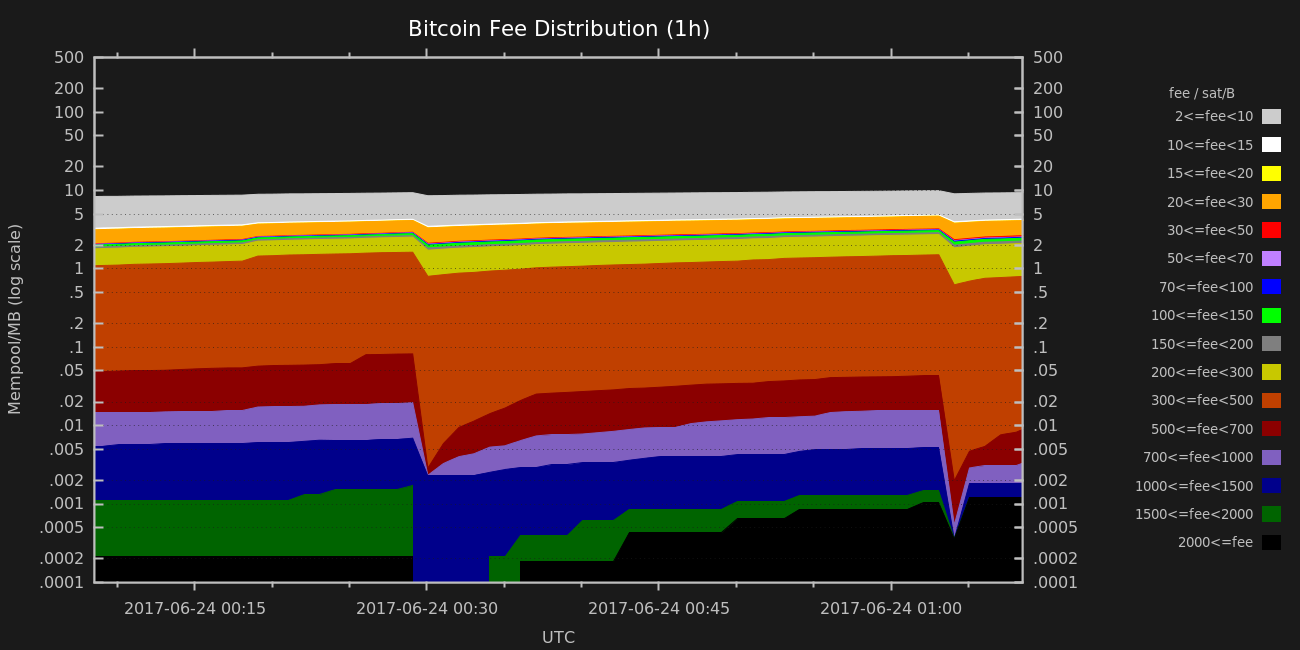 Bitcoin Fee Distribution (1h)
500 500
200 200
100 100
50 50
20 20
10 10
5 5
2 2
1 1
.5 .5
.2 .2
.1 .1
.05 .05
.02 .02
.01 .01
.005 .005
.002 .002
.001 .001
.0005 .0005
.0002 .0002
.0001 .0001
Mempool/MB (log scale)
2017-06-24 00:15 2017-06-24 00:30 2017-06-24 00:45 2017-06-24 01:00
UTC
fee / sat/B
2<=fee<10
10<=fee<15
15<=fee<20
20<=fee<30
30<=fee<50
50<=fee<70
70<=fee<100
100<=fee<150
150<=fee<200
200<=fee<300
300<=fee<500
500<=fee<700
700<=fee<1000
1000<=fee<1500
1500<=fee<2000
2000<=fee